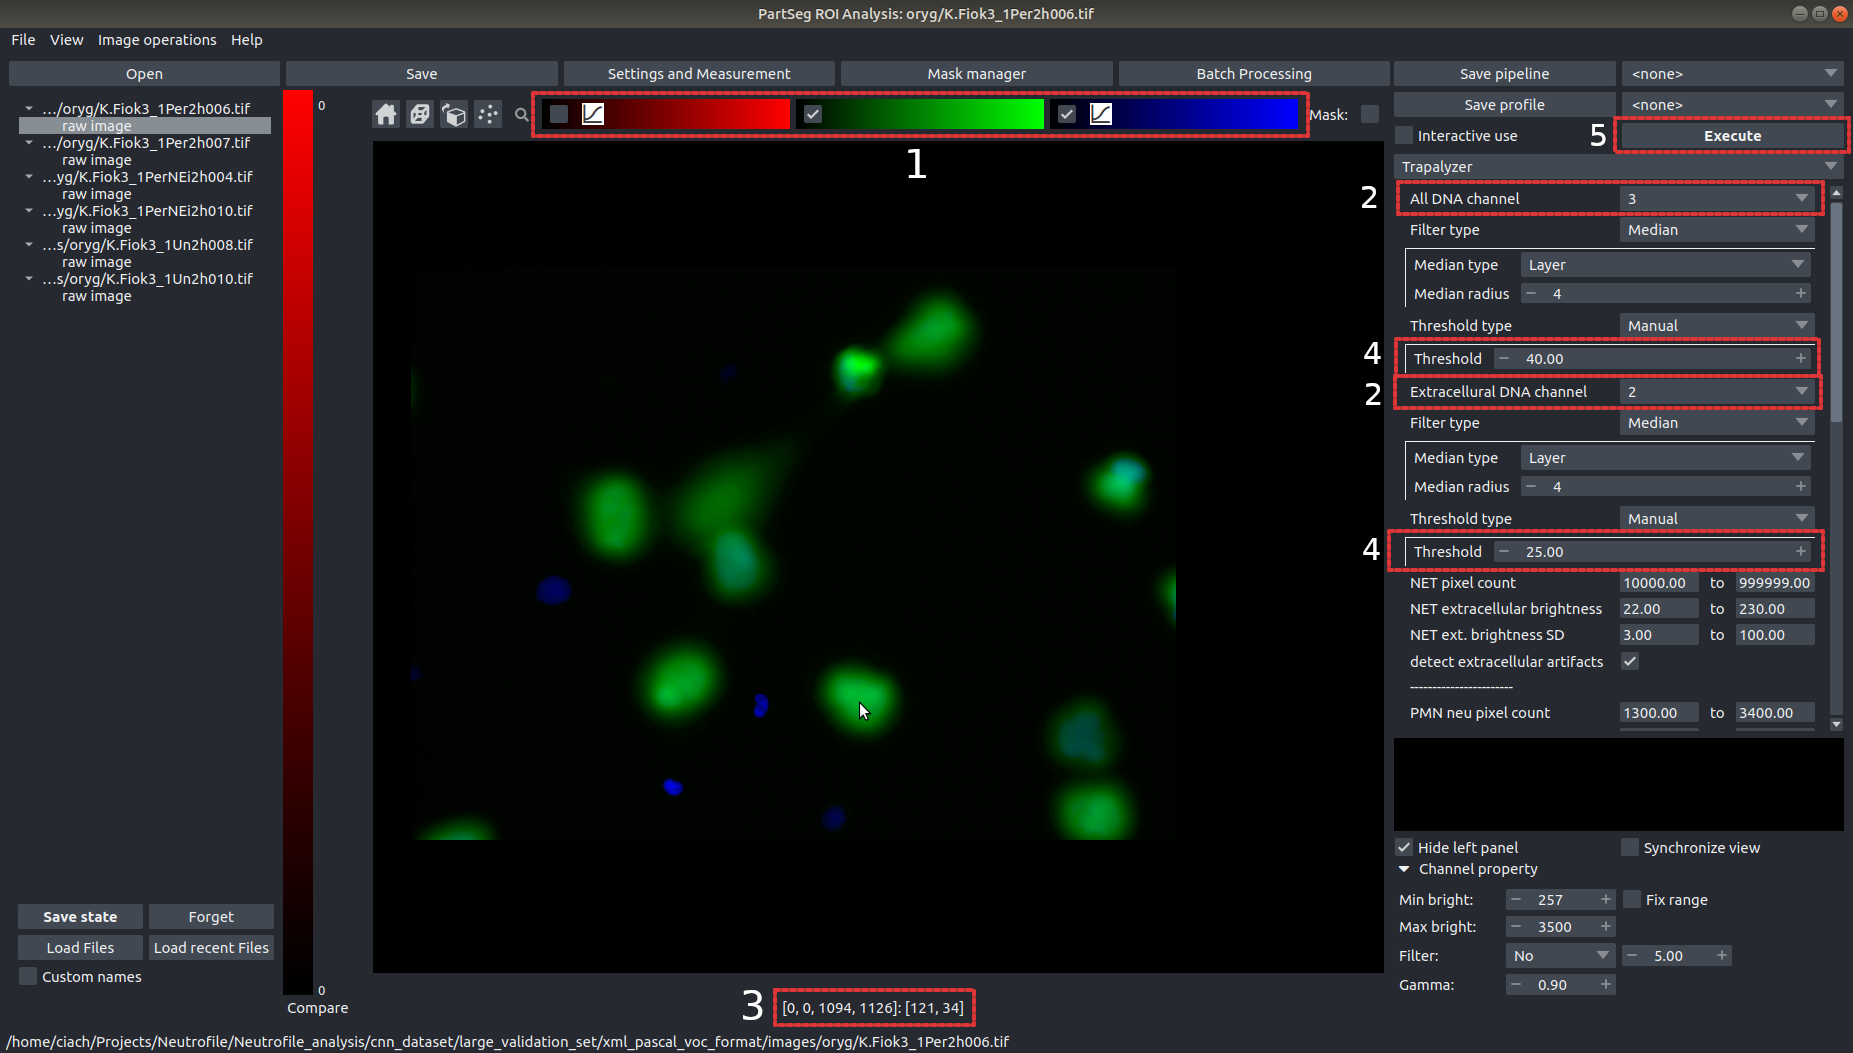 PartSeg ROI Analysis: oryg/K.Fiok3_1Per2h006.tif
File View Image operations Help
Open Save Settings and Measurement Mask manager Batch Processing Save pipeline <none>
Save profile <none>
.../oryg/K.Fiok3_1Per2h006.tif
raw image
.../oryg/K.Fiok3_1Per2h007.tif
raw image
...yg/K.Fiok3_1PerNEi2h004.tif
raw image
...yg/K.Fiok3_1PerNEi2h010.tif
raw image
...s/oryg/K.Fiok3_1Un2h008.tif
raw image
...s/oryg/K.Fiok3_1Un2h010.tif
raw image
Save state Forget
Load Files Load recent Files
Custom names
0
0
Compare
Mask:
1
3 [0, 0, 1094, 1126]: [121, 34]
Interactive use 5 Execute
Trapalyzer
2 All DNA channel 3
Filter type Median
Median type Layer
Median radius − 4 +
Threshold type Manual
4 Threshold − 40.00 +
2 Extracellural DNA channel 2
Filter type Median
Median type Layer
Median radius − 4 +
Threshold type Manual
4 Threshold − 25.00 +
NET pixel count 10000.00 to 999999.00
NET extracellular brightness 22.00 to 230.00
NET ext. brightness SD 3.00 to 100.00
detect extracellular artifacts
-----------------------
PMN neu pixel count 1300.00 to 3400.00
Hide left panel Synchronize view
Channel property
Min bright: − 257 + Fix range
Max bright: − 3500 +
Filter: No − 5.00 +
Gamma: − 0.90 +
/home/ciach/Projects/Neutrofile/Neutrofile_analysis/cnn_dataset/large_validation_set/xml_pascal_voc_format/images/oryg/K.Fiok3_1Per2h006.tif